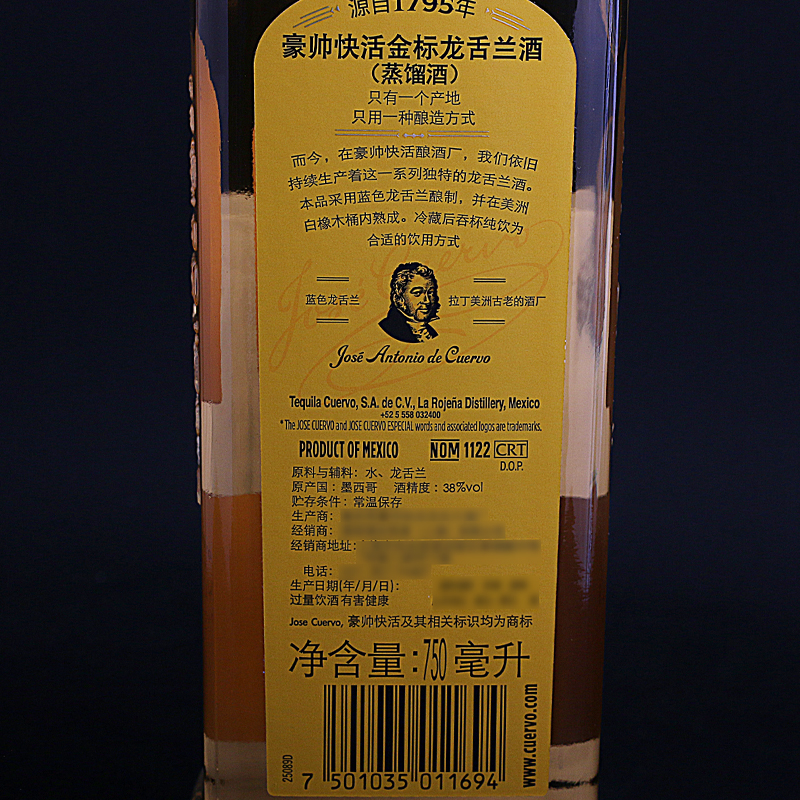 源自1795年
豪帅快活金标龙舌兰酒
（蒸馏酒）
只有一个产地
只用一种酿造方式
而今，在豪帅快活酿酒厂，我们依旧
持续生产着这一系列独特的龙舌兰酒。
本品采用蓝色龙舌兰酿制，并在美洲
白橡木桶内熟成。冷藏后吞杯纯饮为
合适的饮用方式
蓝色龙舌兰
拉丁美洲古老的酒厂
José Antonio de Cuervo
Tequila Cuervo, S.A. de C.V., La Rojeña Distillery, Mexico
+52 5 558 032400
*The JOSE CUERVO and JOSE CUERVO ESPECIAL words and associated logos are trademarks.
PRODUCT OF MEXICO NOM 1122 CRT
D.O.P.
原料与辅料：水、龙舌兰
原产国：墨西哥 酒精度：38%vol
贮存条件：常温保存
生产商：
经销商：
经销商地址：
电话：
生产日期(年/月/日)：
过量饮酒有害健康
Jose Cuervo, 豪帅快活及其相关标识均为商标
净含量:750毫升
7 501035 011694
25089D
www.cuervo.com